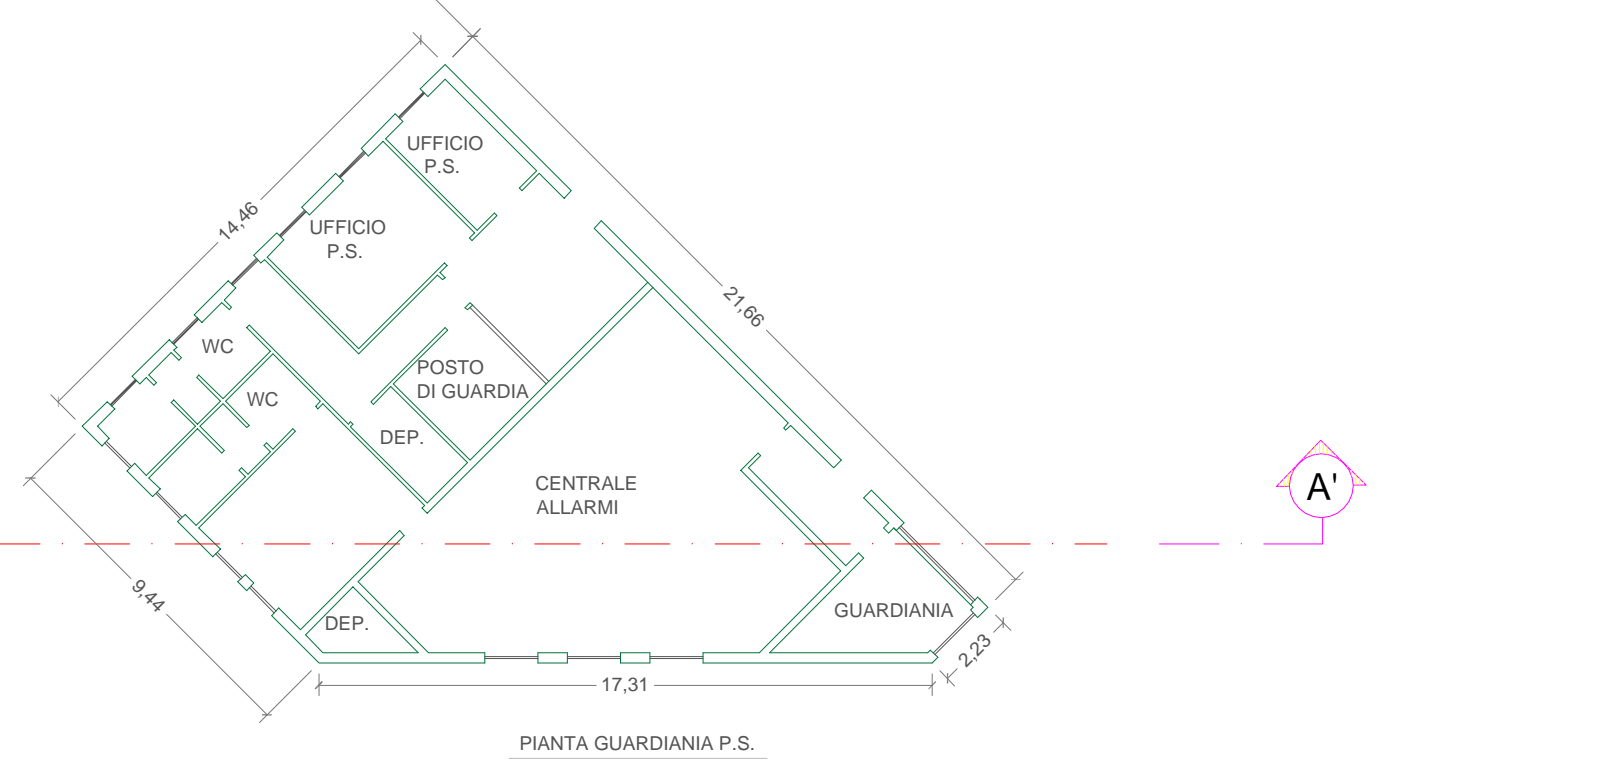 UFFICIO
P.S.
14,46
UFFICIO
P.S.
21,66
WC
POSTO
DI GUARDIA
WC
DEP.
CENTRALE
ALLARMI
A'
9,44
DEP.
GUARDIANIA
2,23
17,31
PIANTA GUARDIANIA P.S.